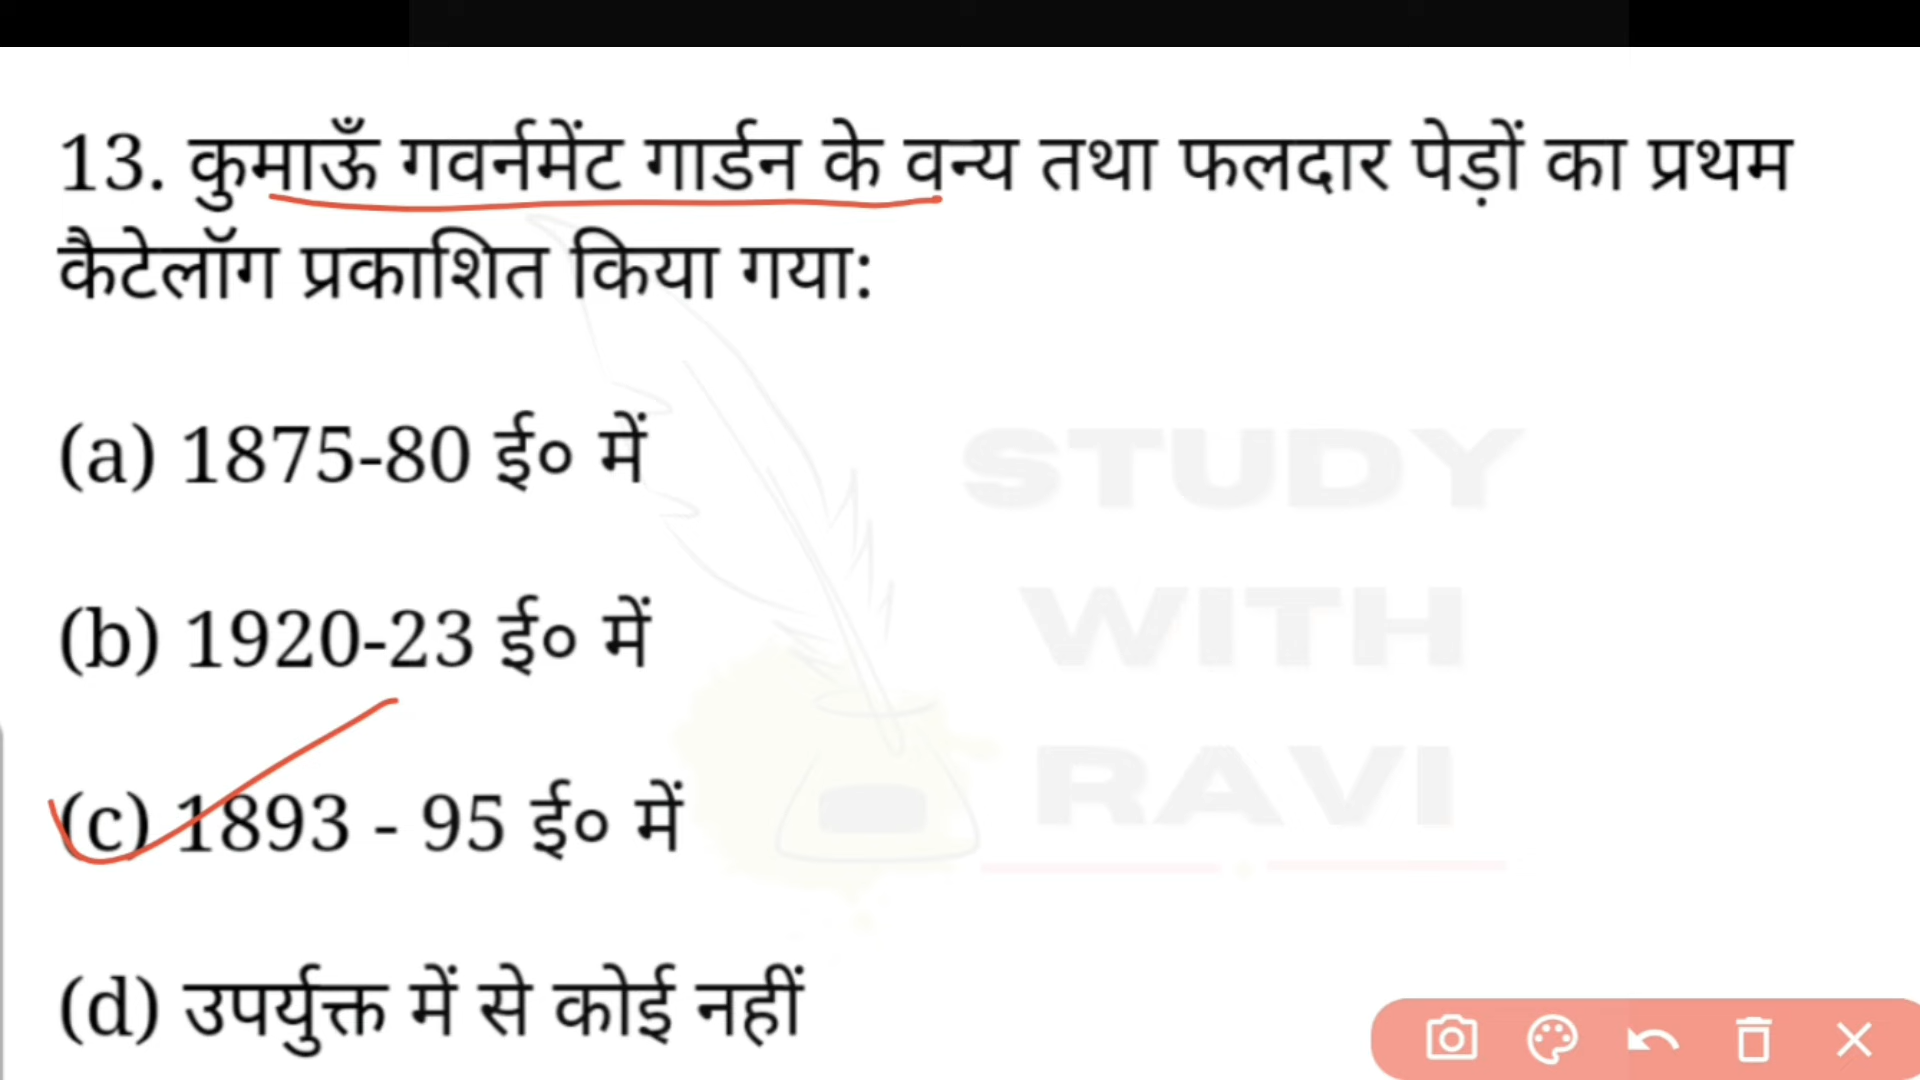 13. कुमाऊँ गवर्नमेंट गार्डन के वन्य तथा फलदार पेड़ों का प्रथम
कैटेलॉग प्रकाशित किया गया:
(a) 1875-80 ई० में
(b) 1920-23 ई० में
(c) 1893 - 95 ई० में
(d) उपर्युक्त में से कोई नहीं
STUDY
WITH
RAVI